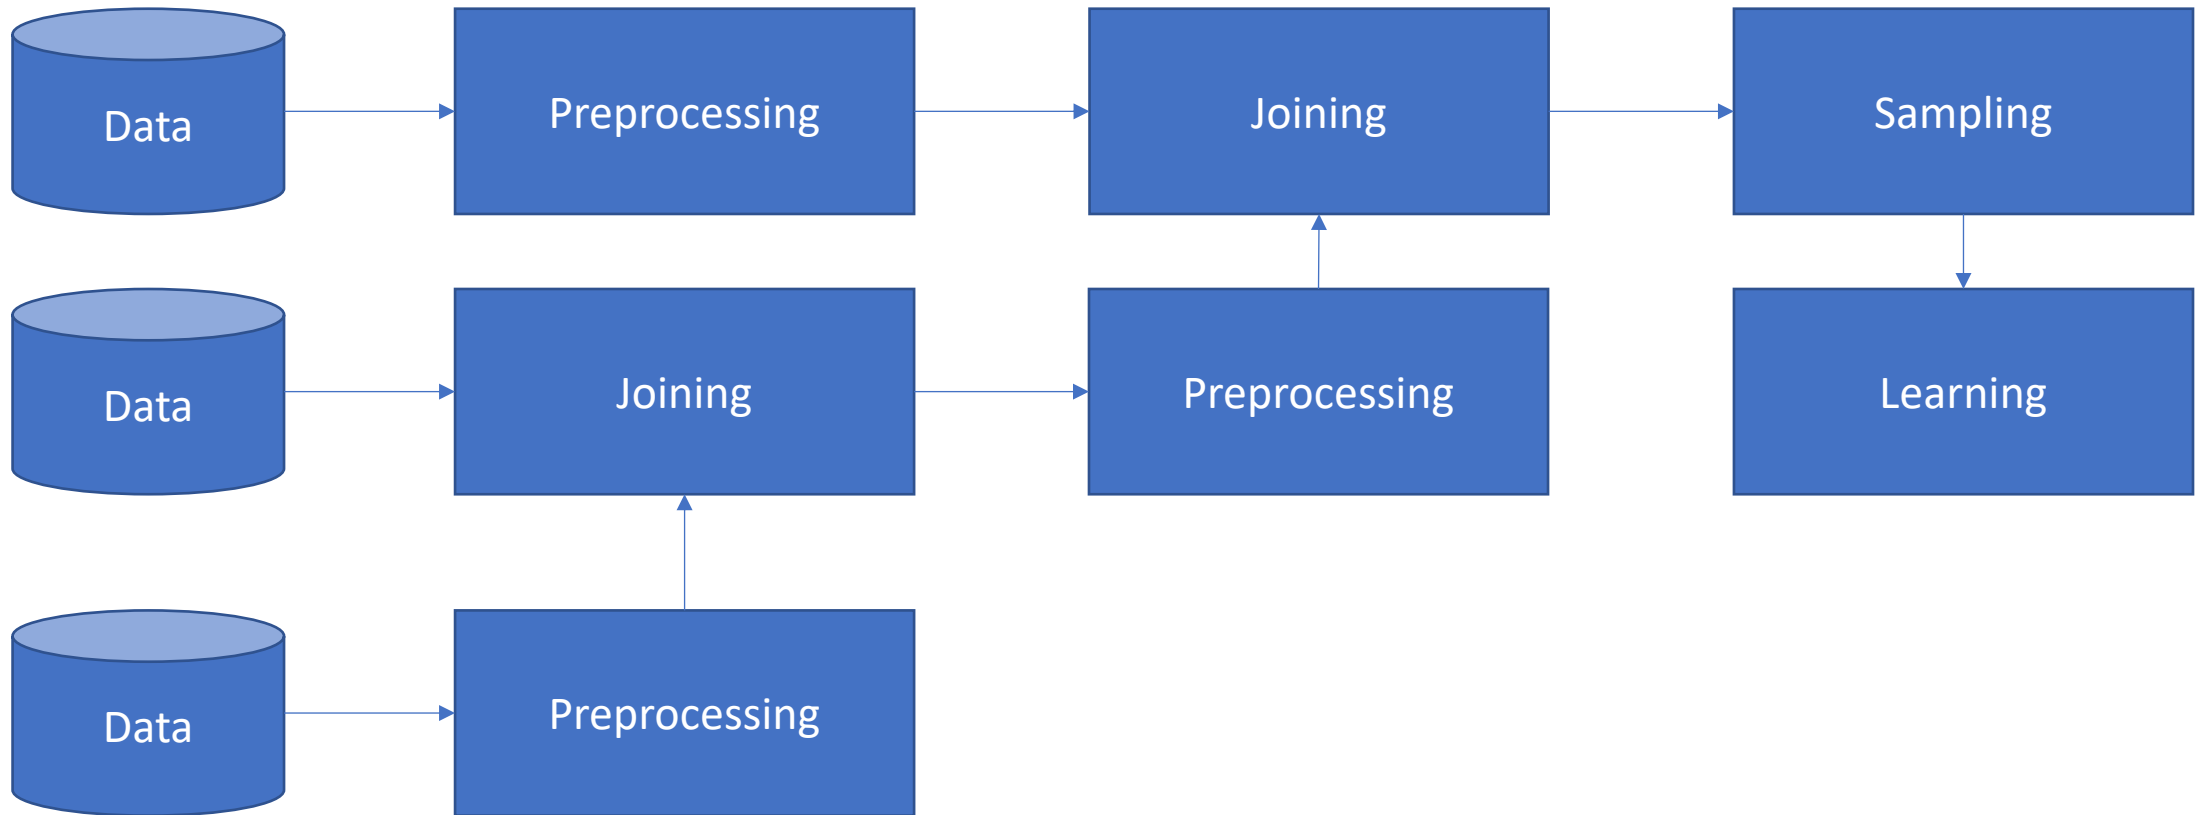 Data
Preprocessing
Joining
Sampling
Data
Joining
Preprocessing
Learning
Data
Preprocessing